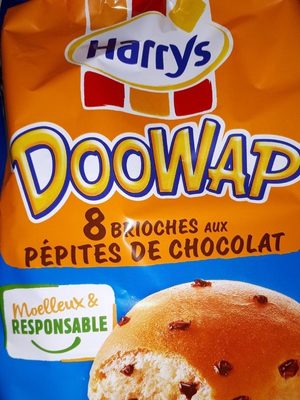 Harrys
DOOWAP
8 BRIOCHES AUX
PÉPITES DE CHOCOLAT
Moelleux &
RESPONSABLE